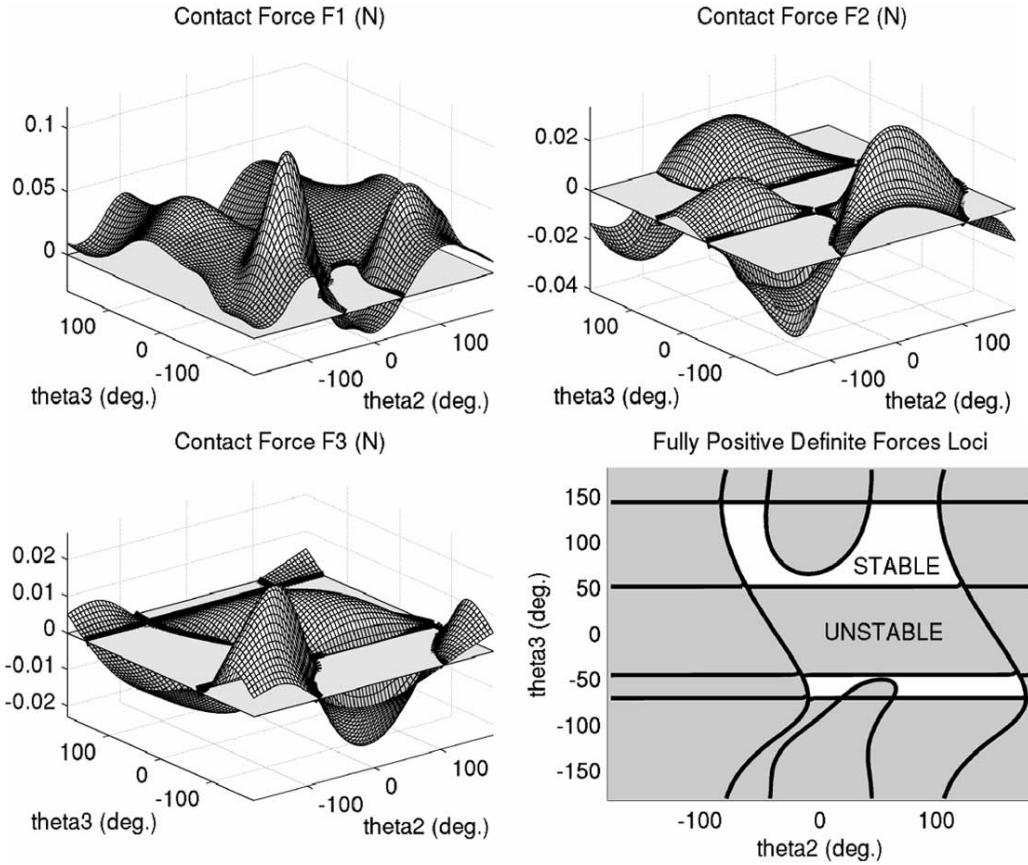 Contact Force F1 (N)
0.1
0.05
0
100
0
-100
theta3 (deg.)
-100
0
100
theta2 (deg.)
Contact Force F2 (N)
0.02
0
-0.02
-0.04
100
0
-100
theta3 (deg.)
-100
0
100
theta2 (deg.)
Contact Force F3 (N)
0.02
0.01
0
-0.01
-0.02
100
0
-100
theta3 (deg.)
-100
0
100
theta2 (deg.)
Fully Positive Definite Forces Loci
150
100
50
0
-50
-100
-150
theta3 (deg.)
STABLE
UNSTABLE
-100
0
100
theta2 (deg.)